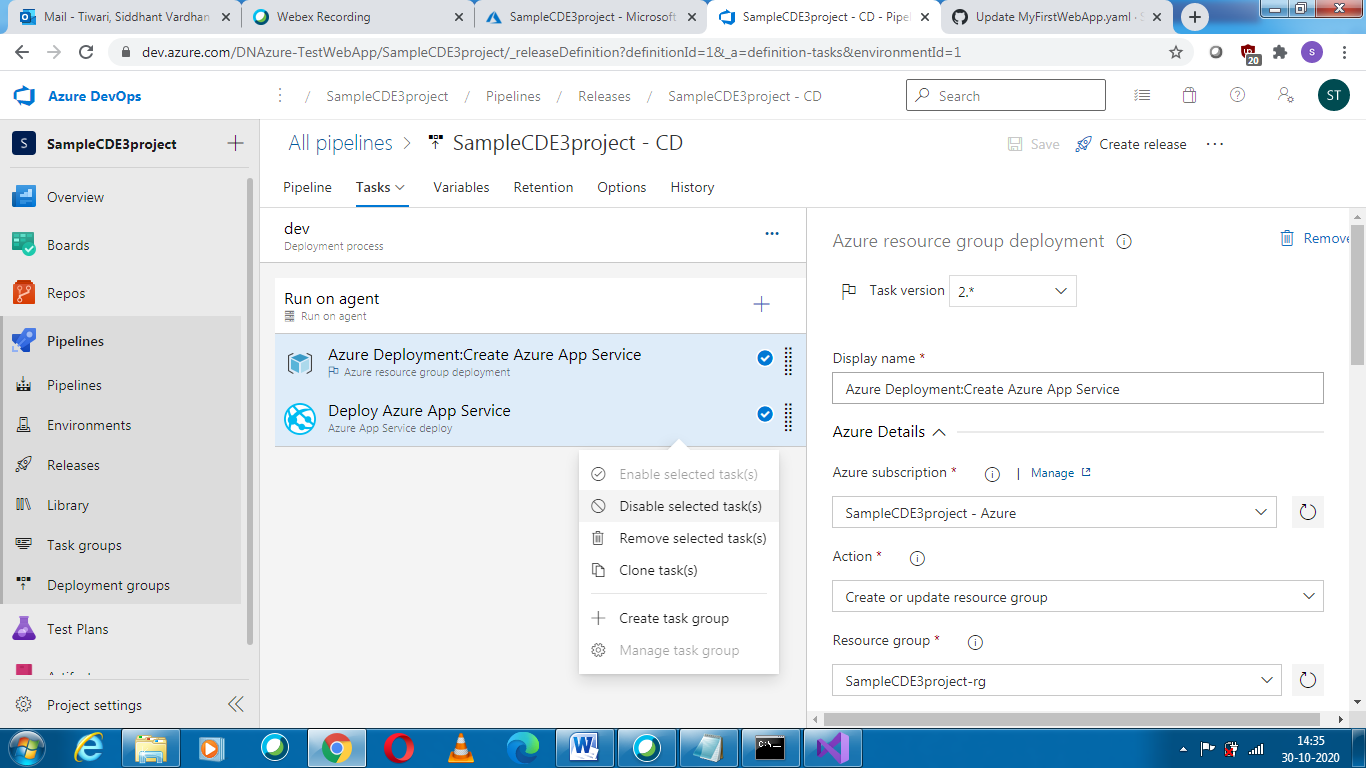 Mail - Tiwari, Siddhant Vardhan
Webex Recording
SampleCDE3project - Microsoft
SampleCDE3project - CD - Pipel
Update MyFirstWebApp.yaml · S
dev.azure.com/DNAzure-TestWebApp/SampleCDE3project/_releaseDefinition?definitionId=1&_a=definition-tasks&environmentId=1
20
S
Azure DevOps
/ SampleCDE3project / Pipelines / Releases / SampleCDE3project - CD
Search
ST
S SampleCDE3project
Overview
Boards
Repos
Pipelines
Pipelines
Environments
Releases
Library
Task groups
Deployment groups
Test Plans
Project settings
All pipelines > SampleCDE3project - CD
Save
Create release
Pipeline Tasks Variables Retention Options History
dev
Deployment process
Run on agent
Run on agent
Azure Deployment:Create Azure App Service
Azure resource group deployment
Deploy Azure App Service
Azure App Service deploy
Enable selected task(s)
Disable selected task(s)
Remove selected task(s)
Clone task(s)
Create task group
Manage task group
Azure resource group deployment
Remove
Task version 2.*
Display name *
Azure Deployment:Create Azure App Service
Azure Details
Azure subscription * | Manage
SampleCDE3project - Azure
Action *
Create or update resource group
Resource group *
SampleCDE3project-rg
14:35
30-10-2020